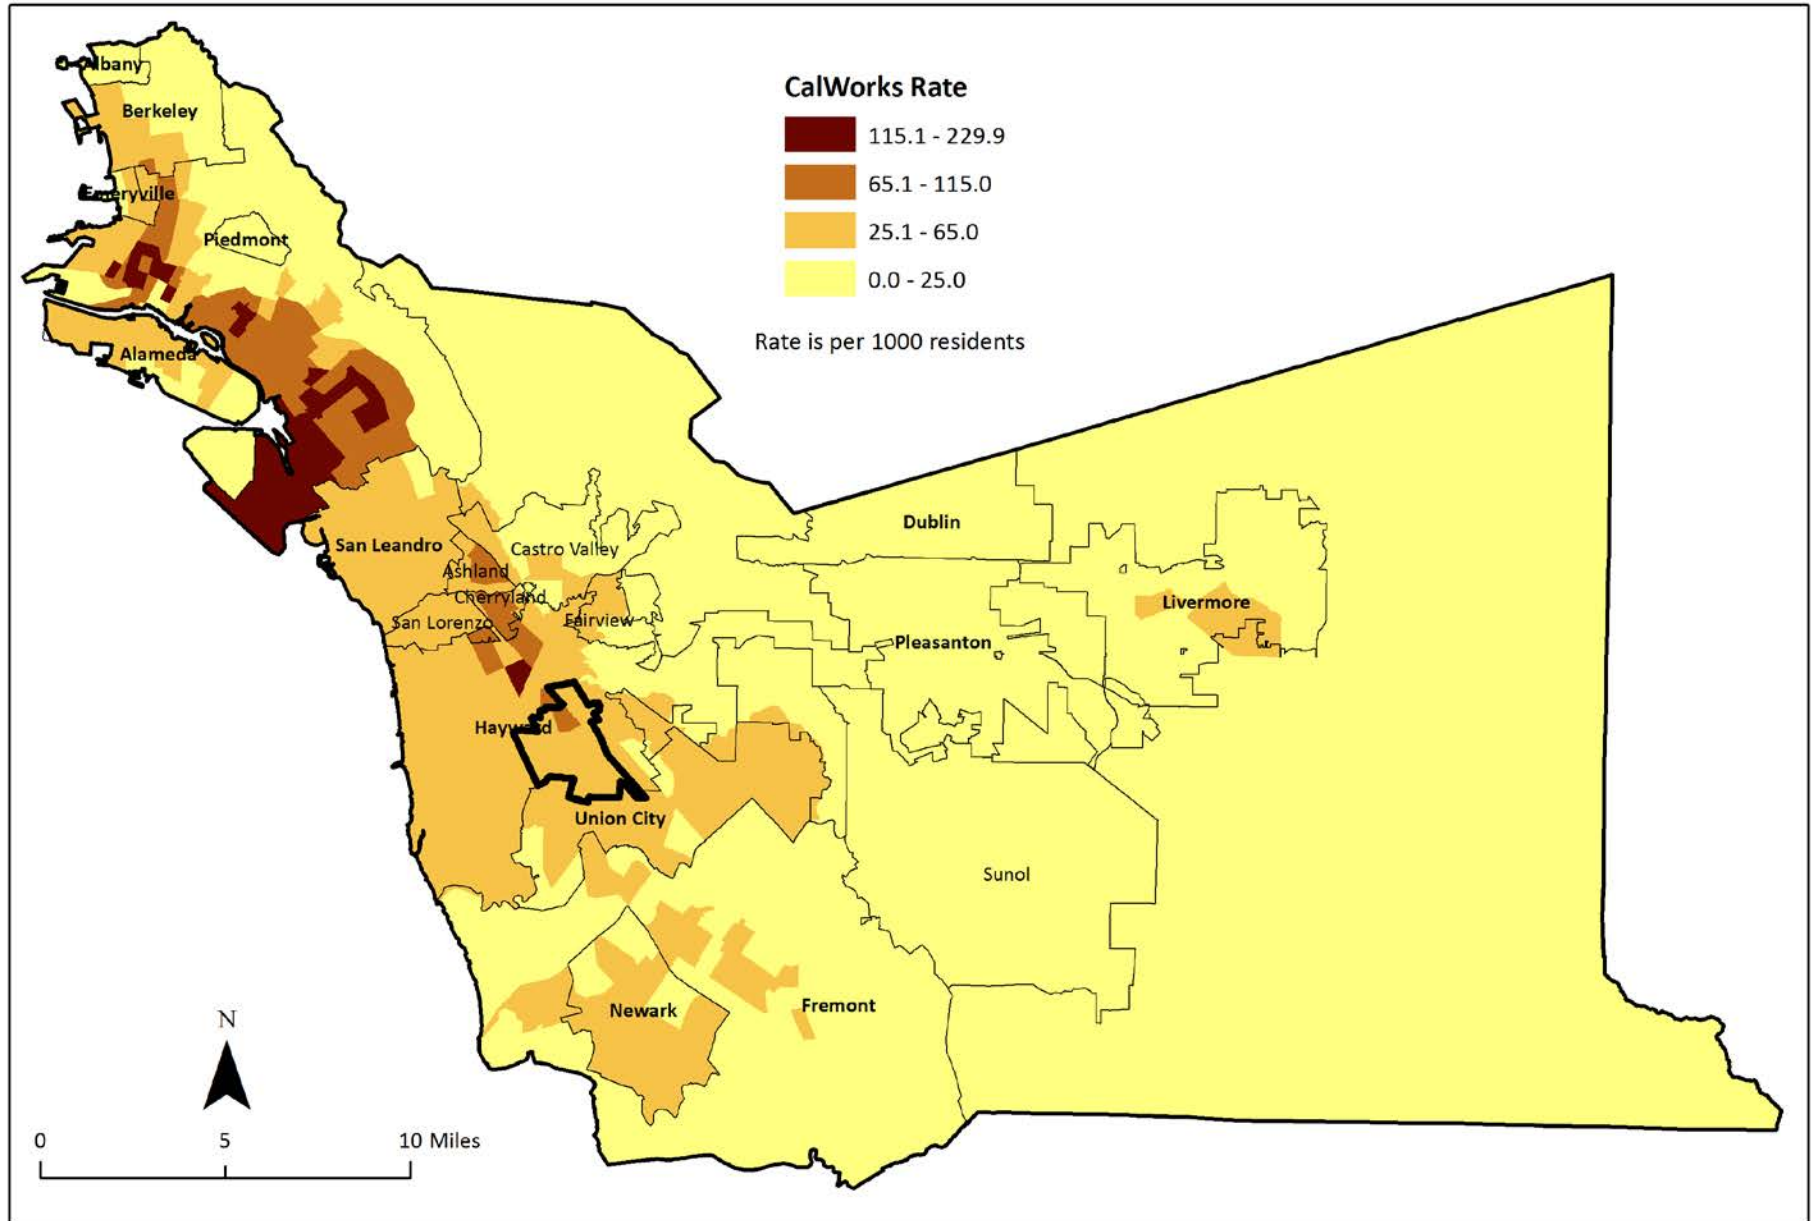 CalWorks Rate
115.1 - 229.9
65.1 - 115.0
25.1 - 65.0
0.0 - 25.0
Rate is per 1000 residents
Albany
Berkeley
Emeryville
Piedmont
Alameda
San Leandro
Castro Valley
Ashland
Cherryland
San Lorenzo
Fairview
Dublin
Livermore
Pleasanton
Hayward
Union City
Sunol
Newark
Fremont
N
0 5 10 Miles